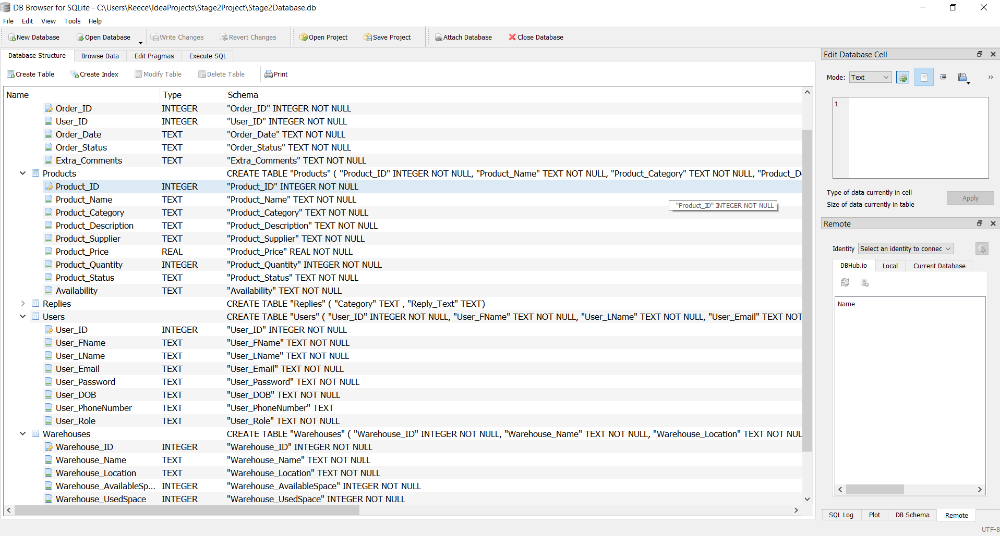 DB Browser for SQLite - C:\Users\Reece\IdeaProjects\Stage2Project\Stage2Database.db
File Edit View Tools Help
New Database Open Database Write Changes Revert Changes Open Project Save Project Attach Database Close Database
Database Structure Browse Data Edit Pragmas Execute SQL
Create Table Create Index Modify Table Delete Table Print
Name Type Schema
Order_ID INTEGER "Order_ID" INTEGER NOT NULL
User_ID INTEGER "User_ID" INTEGER NOT NULL
Order_Date TEXT "Order_Date" TEXT NOT NULL
Order_Status TEXT "Order_Status" TEXT NOT NULL
Extra_Comments TEXT "Extra_Comments" TEXT NOT NULL
Products CREATE TABLE "Products" ( "Product_ID" INTEGER NOT NULL, "Product_Name" TEXT NOT NULL, "Product_Category" TEXT NOT NULL, "Product_D
Product_ID INTEGER "Product_ID" INTEGER NOT NULL
Product_Name TEXT "Product_Name" TEXT NOT NULL
"Product_ID" INTEGER NOT NULL
Product_Category TEXT "Product_Category" TEXT NOT NULL
Product_Description TEXT "Product_Description" TEXT NOT NULL
Product_Supplier TEXT "Product_Supplier" TEXT NOT NULL
Product_Price REAL "Product_Price" REAL NOT NULL
Product_Quantity INTEGER "Product_Quantity" INTEGER NOT NULL
Product_Status TEXT "Product_Status" TEXT NOT NULL
Availability TEXT "Availability" TEXT NOT NULL
Replies CREATE TABLE "Replies" ( "Category" TEXT , "Reply_Text" TEXT)
Users CREATE TABLE "Users" ( "User_ID" INTEGER NOT NULL, "User_FName" TEXT NOT NULL, "User_LName" TEXT NOT NULL, "User_Email" TEXT NOT
User_ID INTEGER "User_ID" INTEGER NOT NULL
User_FName TEXT "User_FName" TEXT NOT NULL
User_LName TEXT "User_LName" TEXT NOT NULL
User_Email TEXT "User_Email" TEXT NOT NULL
User_Password TEXT "User_Password" TEXT NOT NULL
User_DOB TEXT "User_DOB" TEXT NOT NULL
User_PhoneNumber TEXT "User_PhoneNumber" TEXT
User_Role TEXT "User_Role" TEXT NOT NULL
Warehouses CREATE TABLE "Warehouses" ( "Warehouse_ID" INTEGER NOT NULL, "Warehouse_Name" TEXT NOT NULL, "Warehouse_Location" TEXT NOT NUL
Warehouse_ID INTEGER "Warehouse_ID" INTEGER NOT NULL
Warehouse_Name TEXT "Warehouse_Name" TEXT NOT NULL
Warehouse_Location TEXT "Warehouse_Location" TEXT NOT NULL
Warehouse_AvailableSp... INTEGER "Warehouse_AvailableSpace" INTEGER NOT NULL
Warehouse_UsedSpace INTEGER "Warehouse_UsedSpace" INTEGER NOT NULL
Edit Database Cell
Mode: Text
1
Type of data currently in cell
Size of data currently in table
Apply
Remote
Identity Select an identity to connec
DBHub.io Local Current Database
Name
SQL Log Plot DB Schema Remote
UTF-8